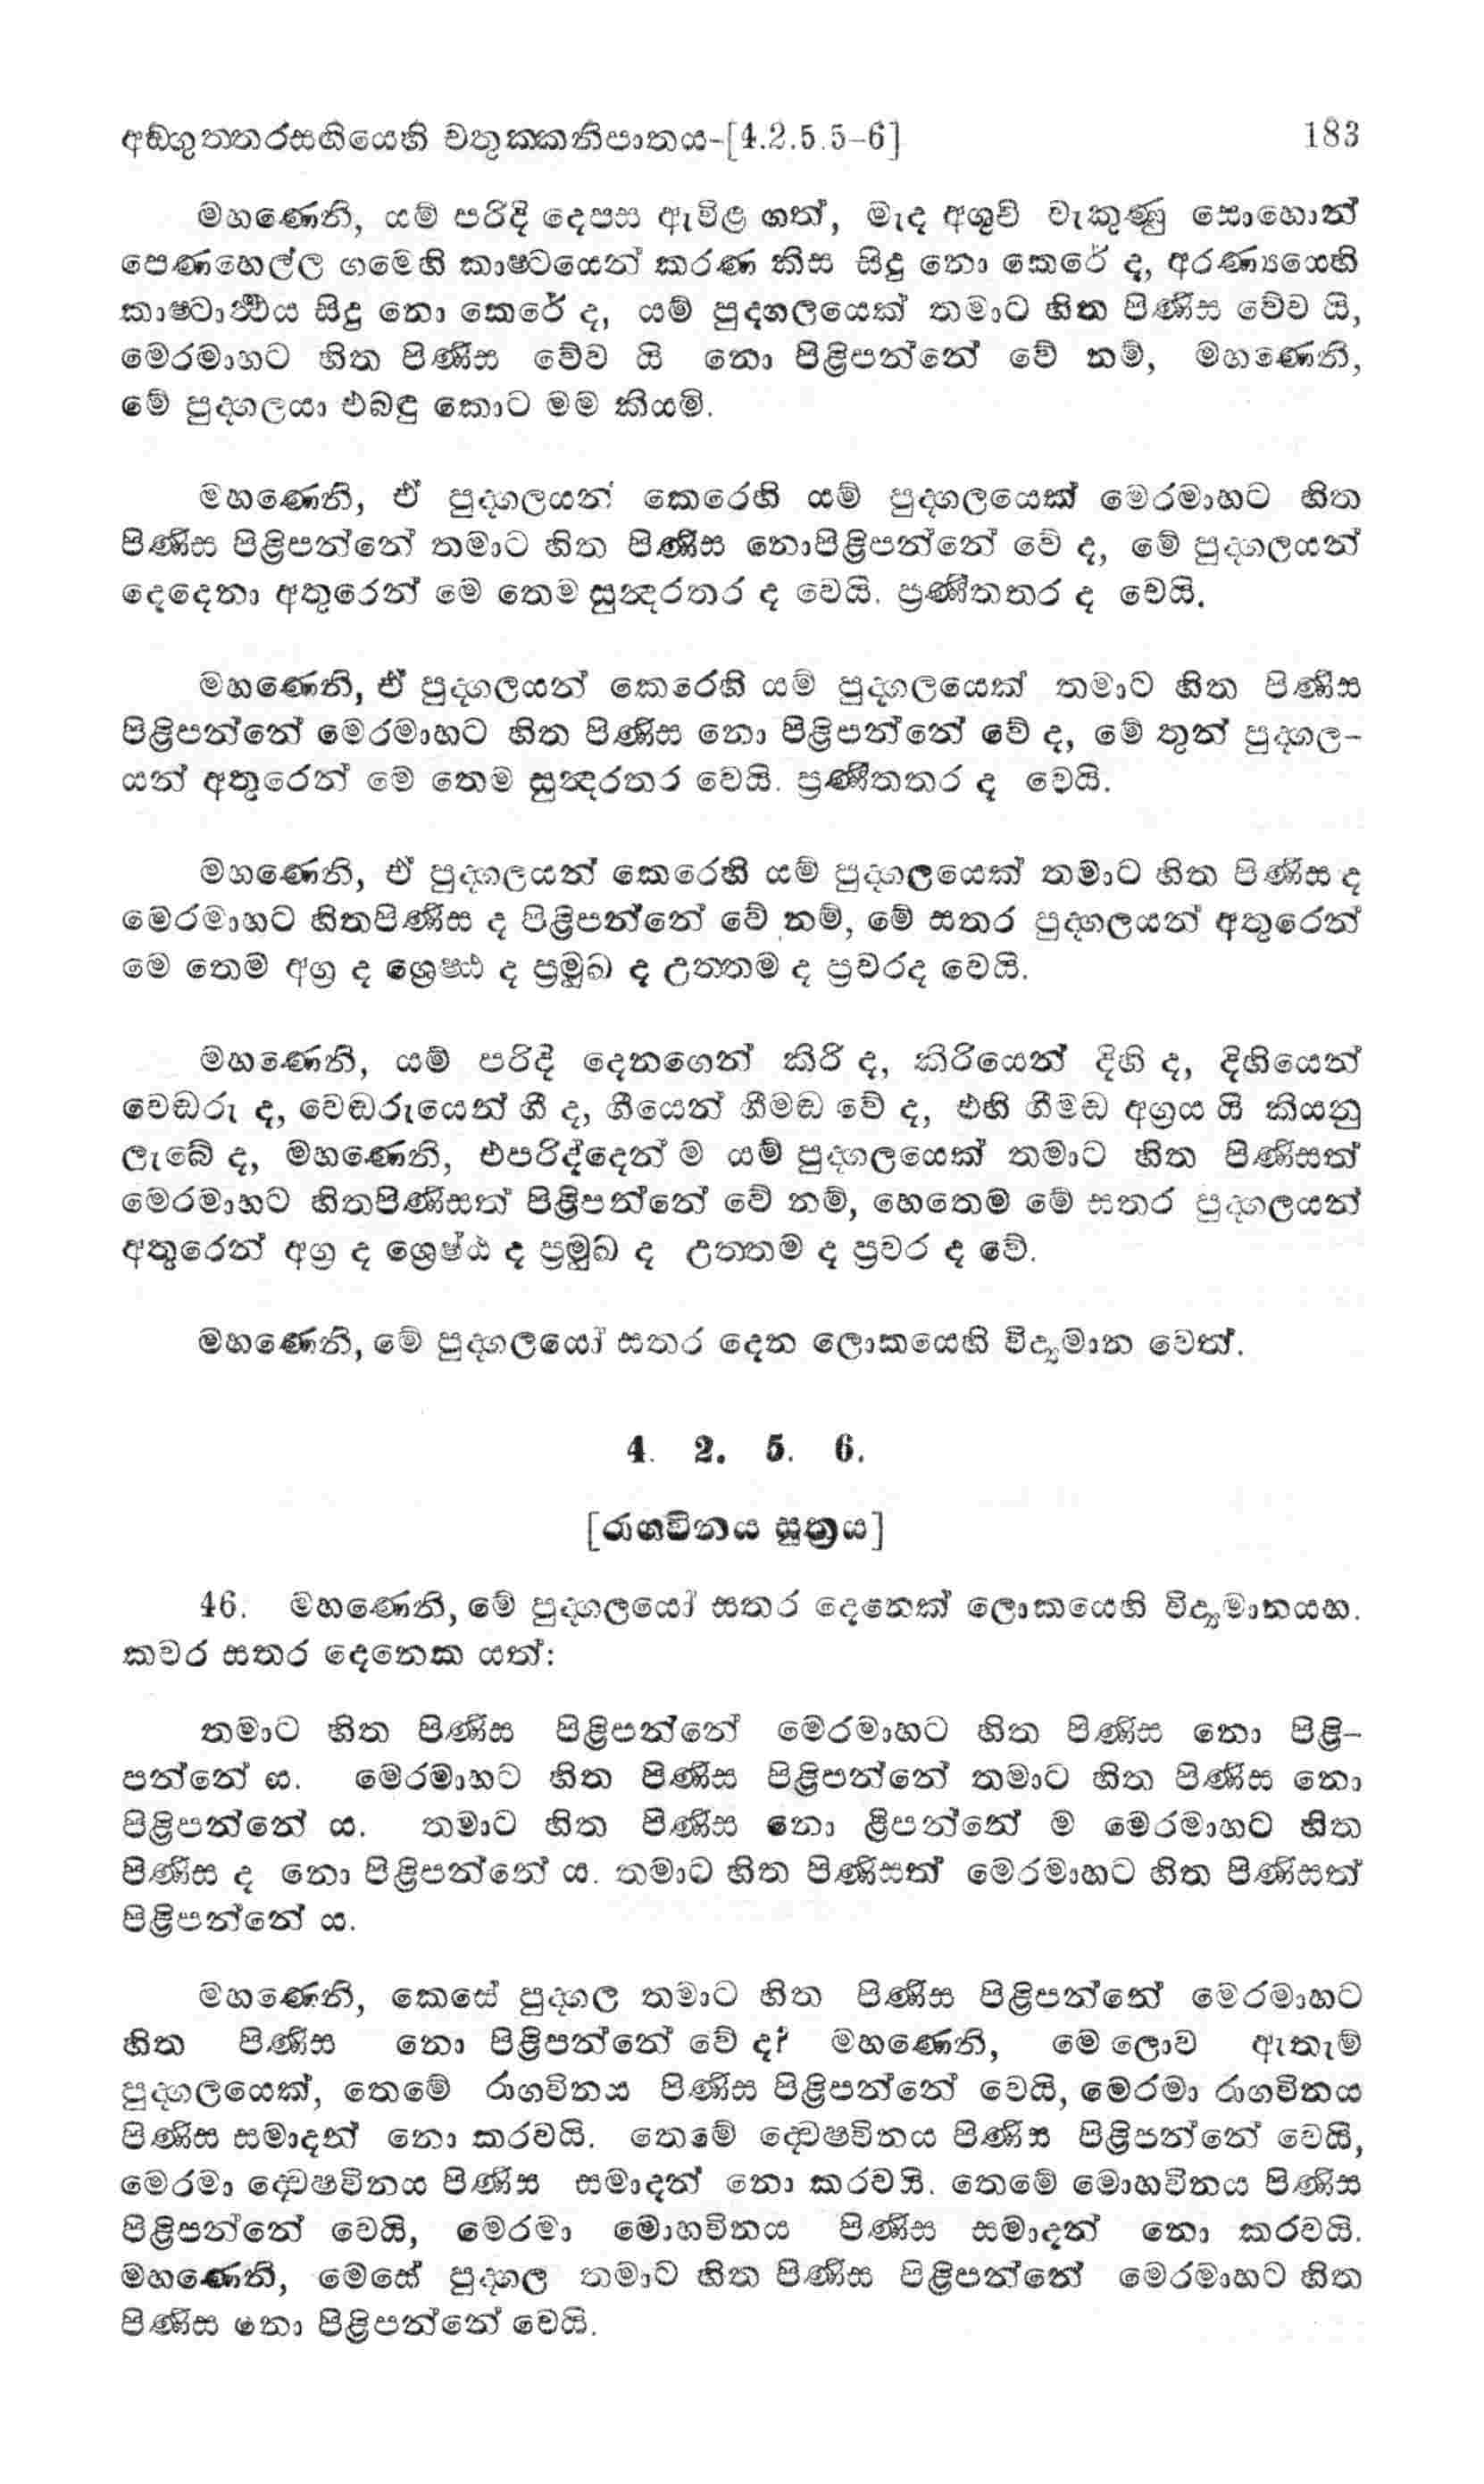 අඞ්ගුත්තරසඟියෙහි චතුක්කනිපාතය-[4.2.5.5-6] 183
මහණෙනි, යම් පරිදි දෙපස ඇවිළ ගත්, මැද අශුචි වැකුණු සොහොන්
පෙණහෙල්ල ගමෙහි කාෂ්ටයෙන් කරණ කිස සිදු නො කෙරේ ද, අරණ්‍යයෙහි
කාෂ්ටාර්ථය සිදු නො කෙරේ ද, යම් පුද්ගලයෙක් තමාට හිත පිණිස වේව යි,
මෙරමාහට හිත පිණිස වේව යි නො පිළිපන්නේ වේ නම්, මහණෙනි,
මේ පුද්ගලයා එබඳු කොට මම කියමි.
මහණෙනි, ඒ පුද්ගලයන් කෙරෙහි යම් පුද්ගලයෙක් මෙරමාහට හිත
පිණිස පිළිපන්නේ තමාට හිත පිණිස නොපිළිපන්නේ වේ ද, මේ පුද්ගලයන්
දෙදෙනා අතුරෙන් මෙ තෙම සුන්දරතර ද වෙයි. ප්‍රණීතතර ද වෙයි.
මහණෙනි, ඒ පුද්ගලයන් කෙරෙහි යම් පුද්ගලයෙක් තමාට හිත පිණිස
පිළිපන්නේ මෙරමාහට හිත පිණිස නො පිළිපන්නේ වේ ද, මේ තුන් පුද්ගල-
යන් අතුරෙන් මෙ තෙම සුන්දරතර වෙයි. ප්‍රණීතතර ද වෙයි.
මහණෙනි, ඒ පුද්ගලයන් කෙරෙහි යම් පුද්ගලයෙක් තමාට හිත පිණිස ද
මෙරමාහට හිතපිණිස ද පිළිපන්නේ වේ නම්, මේ සතර පුද්ගලයන් අතුරෙන්
මෙ තෙම අග්‍ර ද ශ්‍රෙෂ්ඨ ද ප්‍රමුඛ ද උත්තම ද ප්‍රවරද වෙයි.
මහණෙනි, යම් පරිදි දෙනගෙන් කිරි ද, කිරියෙන් දිහි ද, දිහියෙන්
වෙඬරු ද, වෙඬරුයෙන් ගී ද, ගීයෙන් ගීමඬ වේ ද, එහි ගීමඬ අග්‍රය යි කියනු
ලැබේ ද, මහණෙනි, එපරිද්දෙන් ම යම් පුද්ගලයෙක් තමාට හිත පිණිසත්
මෙරමාහට හිතපිණිසත් පිළිපන්නේ වේ නම්, හෙතෙම මේ සතර පුද්ගලයන්
අතුරෙන් අග්‍ර ද ශ්‍රෙෂ්ඨ ද ප්‍රමුඛ ද උත්තම ද ප්‍රවර ද වේ.
මහණෙනි, මේ පුද්ගලයෝ සතර දෙන ලොකයෙහි විද්‍යමාන වෙත්.
4. 2. 5. 6.
[රාගවිනය සූත්‍රය]
46. මහණෙනි, මේ පුද්ගලයෝ සතර දෙනෙක් ලොකයෙහි විද්‍යමානයහ.
කවර සතර දෙනෙක යත්:
තමාට හිත පිණිස පිළිපන්නේ මෙරමාහට හිත පිණිස නො පිළි-
පන්නේ ය. මෙරමාහට හිත පිණිස පිළිපන්නේ තමාට හිත පිණිස නො
පිළිපන්නේ ය. තමාට හිත පිණිස නො ළිපන්නේ ම මෙරමාහට හිත
පිණිස ද නො පිළිපන්නේ ය. තමාට හිත පිණිසත් මෙරමාහට හිත පිණිසත්
පිළිපන්නේ ය.
මහණෙනි, කෙසේ පුද්ගල තමාට හිත පිණිස පිළිපන්නේ මෙරමාහට
හිත පිණිස නො පිළිපන්නේ වේ ද? මහණෙනි, මෙ ලොව ඇතැම්
පුද්ගලයෙක්, තෙමේ රාගවිනය පිණිස පිළිපන්නේ වෙයි, මෙරමා රාගවිනය
පිණිස සමාදන් නො කරවයි. තෙමේ ද්වෙෂවිනය පිණිස පිළිපන්නේ වෙයි,
මෙරමා ද්වෙෂවිනය පිණිස සමාදන් නො කරවයි. තෙමේ මොහවිනය පිණිස
පිළිපන්නේ වෙයි, මෙරමා මොහවිනය පිණිස සමාදන් නො කරවයි.
මහණෙනි, මෙසේ පුද්ගල තමාට හිත පිණිස පිළිපන්නේ මෙරමාහට හිත
පිණිස නො පිළිපන්නේ වෙයි.